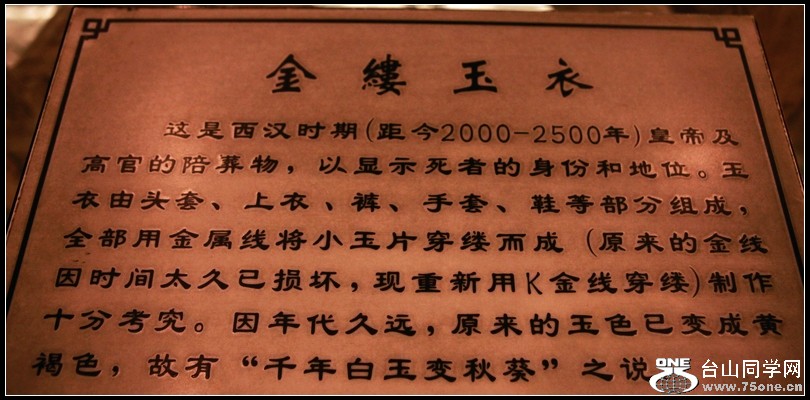 金縷玉衣
这是西汉时期(距今2000-2500年)皇帝及
高官的陪葬物，以显示死者的身份和地位。玉
衣由头套、上衣、裤、手套、鞋等部分组成，
全部用金属线将小玉片穿缕而成（原来的金线
因时间太久已损坏，现重新用K金线穿缕)制作
十分考究。因年代久远，原来的玉色已变成黄
褐色，故有“千年白玉变秋葵”之说
ONE 台山同学网
www.75one.cn